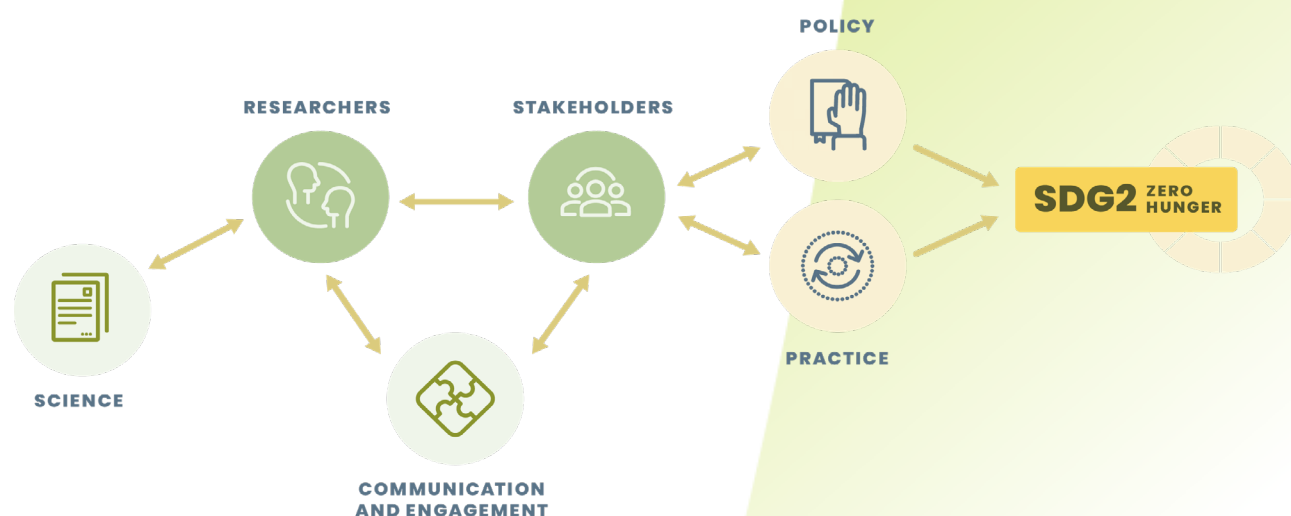 POLICY
RESEARCHERS
STAKEHOLDERS
SDG2 ZERO
HUNGER
PRACTICE
SCIENCE
COMMUNICATION
AND ENGAGEMENT